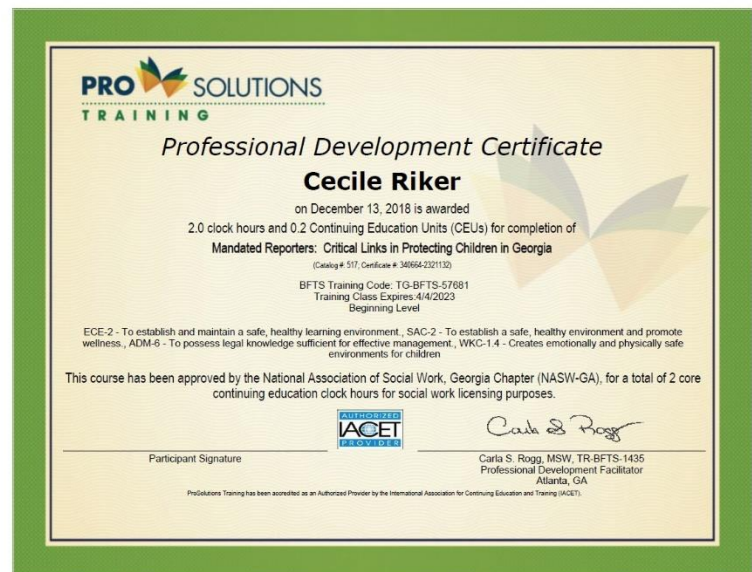 PRO SOLUTIONS
TRAINING
Professional Development Certificate
Cecile Riker
on December 13, 2018 is awarded
2.0 clock hours and 0.2 Continuing Education Units (CEUs) for completion of
Mandated Reporters: Critical Links in Protecting Children in Georgia
(Catalog #: 517; Certificate #: 340664-2321132)
BFTS Training Code: TG-BFTS-57681
Training Class Expires:4/4/2023
Beginning Level
ECE-2 - To establish and maintain a safe, healthy learning environment., SAC-2 - To establish a safe, healthy environment and promote
wellness., ADM-6 - To possess legal knowledge sufficient for effective management., WKC-1.4 - Creates emotionally and physically safe
environments for children
This course has been approved by the National Association of Social Work, Georgia Chapter (NASW-GA), for a total of 2 core
continuing education clock hours for social work licensing purposes.
AUTHORIZED
IACET
PROVIDER
Carla S Rogg
Participant Signature
Carla S. Rogg, MSW, TR-BFTS-1435
Professional Development Facilitator
Atlanta, GA
ProSolutions Training has been accredited as an Authorized Provider by the International Association for Continuing Education and Training (IACET).